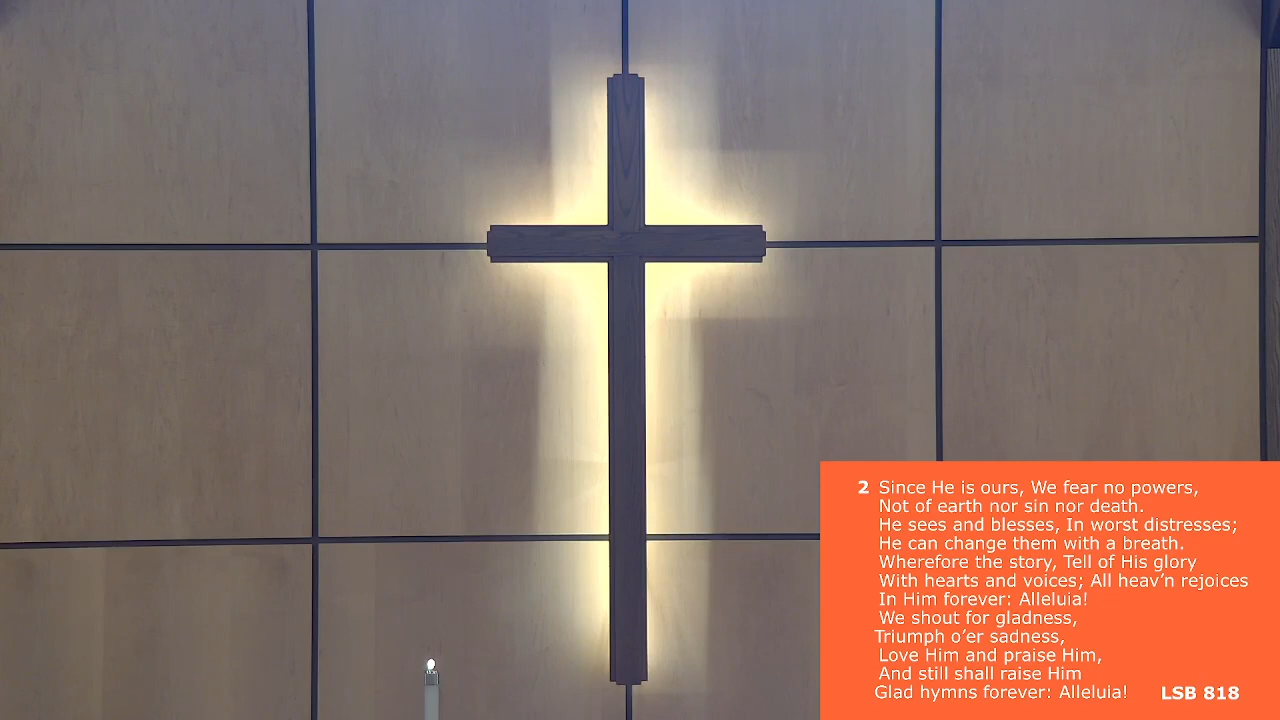 2 Since He is ours, We fear no powers,
Not of earth nor sin nor death.
He sees and blesses, In worst distresses;
He can change them with a breath.
Wherefore the story, Tell of His glory
With hearts and voices; All heav’n rejoices
In Him forever: Alleluia!
We shout for gladness,
Triumph o’er sadness,
Love Him and praise Him,
And still shall raise Him
Glad hymns forever: Alleluia! LSB 818